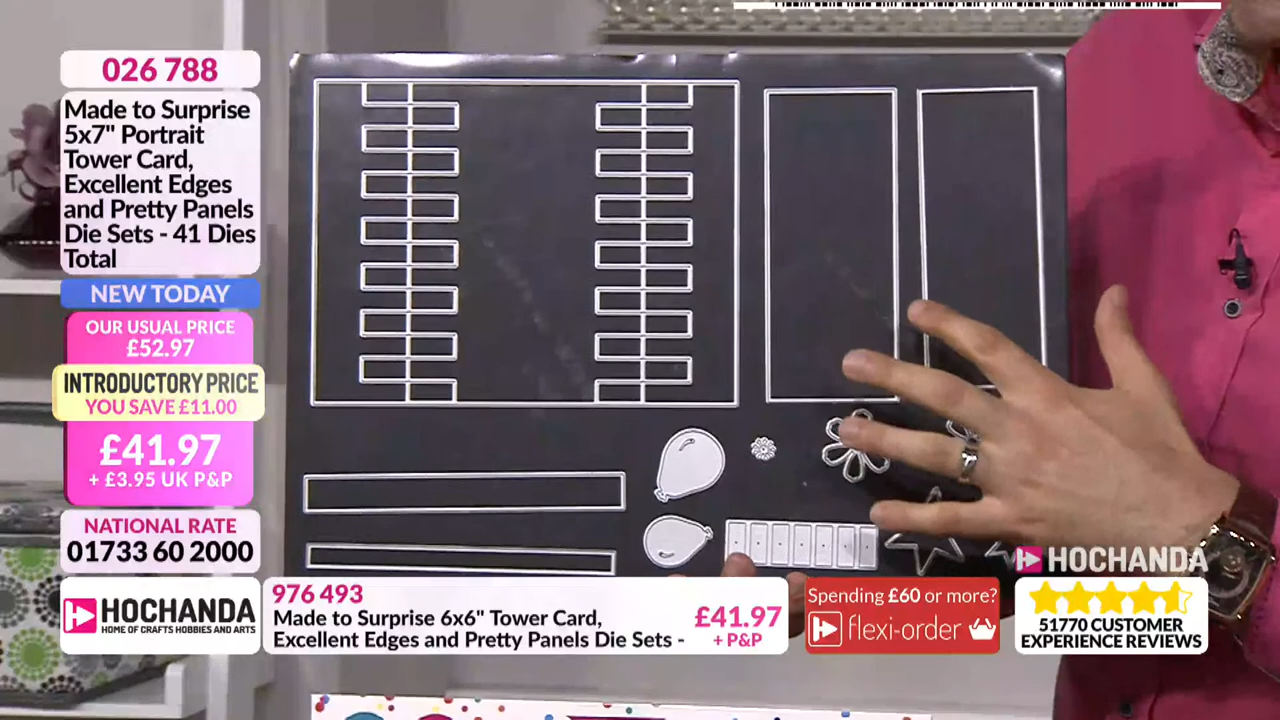 026 788
Made to Surprise
5x7" Portrait
Tower Card,
Excellent Edges
and Pretty Panels
Die Sets - 41 Dies
Total
NEW TODAY
OUR USUAL PRICE
£52.97
INTRODUCTORY PRICE
YOU SAVE £11.00
£41.97
+ £3.95 UK P&P
NATIONAL RATE
01733 60 2000
HOCHANDA
HOME OF CRAFTS HOBBIES AND ARTS
976 493
Made to Surprise 6x6" Tower Card,
Excellent Edges and Pretty Panels Die Sets -
£41.97
+ P&P
Spending £60 or more?
flexi-order
HOCHANDA
51770 CUSTOMER
EXPERIENCE REVIEWS